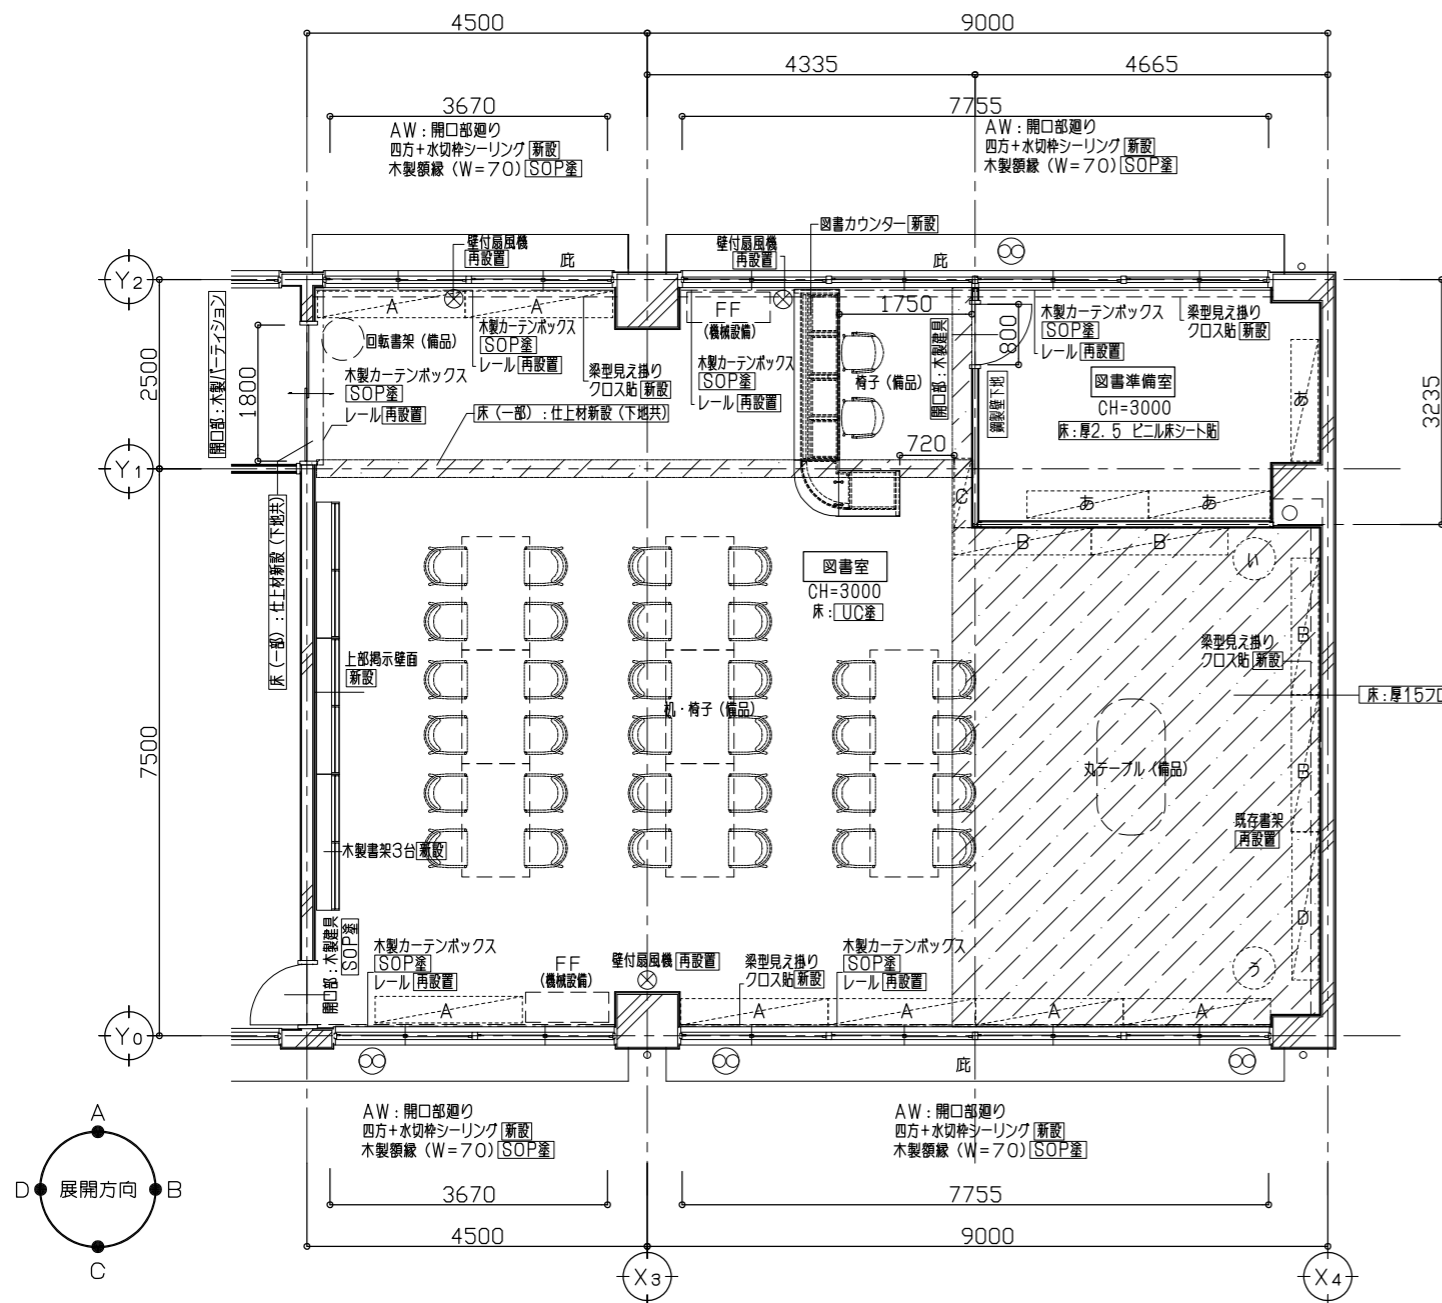 4500
9000
4335
4665
3670
7755
AW：開口部廻り
四方＋水切枠シーリング 新設
木製額縁（W=70）SOP塗
AW：開口部廻り
四方＋水切枠シーリング 新設
木製額縁（W=70）SOP塗
図書カウンター 新設
壁付扇風機
再設置
庇
壁付扇風機
再設置
庇
Y2
A
A
FF
(機械設備)
1750
800
開口部：木製建具
木製カーテンボックス
SOP塗
レール 再設置
梁型見え掛り
クロス貼 新設
開口部：木製パーティション
2500
1800
回転書架（備品）
木製カーテンボックス
SOP塗
レール 再設置
梁型見え掛り
クロス貼 新設
木製カーテンボックス
SOP塗
レール 再設置
木製カーテンボックス
SOP塗
レール 再設置
椅子（備品）
図書準備室
CH=3000
床：厚2.5 ビニル床シート貼
鋼製壁下地
あ
3235
床（一部）：仕上材新設（下地共）
720
Y1
C
あ
あ
B
B
い
床（一部）：仕上材新設（下地共）
図書室
CH=3000
床：UC塗
上部掲示壁面
新設
梁型見え掛り
クロス貼 新設
B
床：厚15フロ
机・椅子（備品）
7500
丸テーブル（備品）
B
既存書架
再設置
木製書架3台 新設
D
う
開口部：木製建具
SOP塗
木製カーテンボックス
SOP塗
レール 再設置
FF
(機械設備)
壁付扇風機 再設置
梁型見え掛り
クロス貼 新設
木製カーテンボックス
SOP塗
レール 再設置
A
A
A
A
A
Y0
庇
AW：開口部廻り
四方＋水切枠シーリング 新設
木製額縁（W=70）SOP塗
AW：開口部廻り
四方＋水切枠シーリング 新設
木製額縁（W=70）SOP塗
A
D
展開方向
B
C
3670
7755
4500
9000
X3
X4